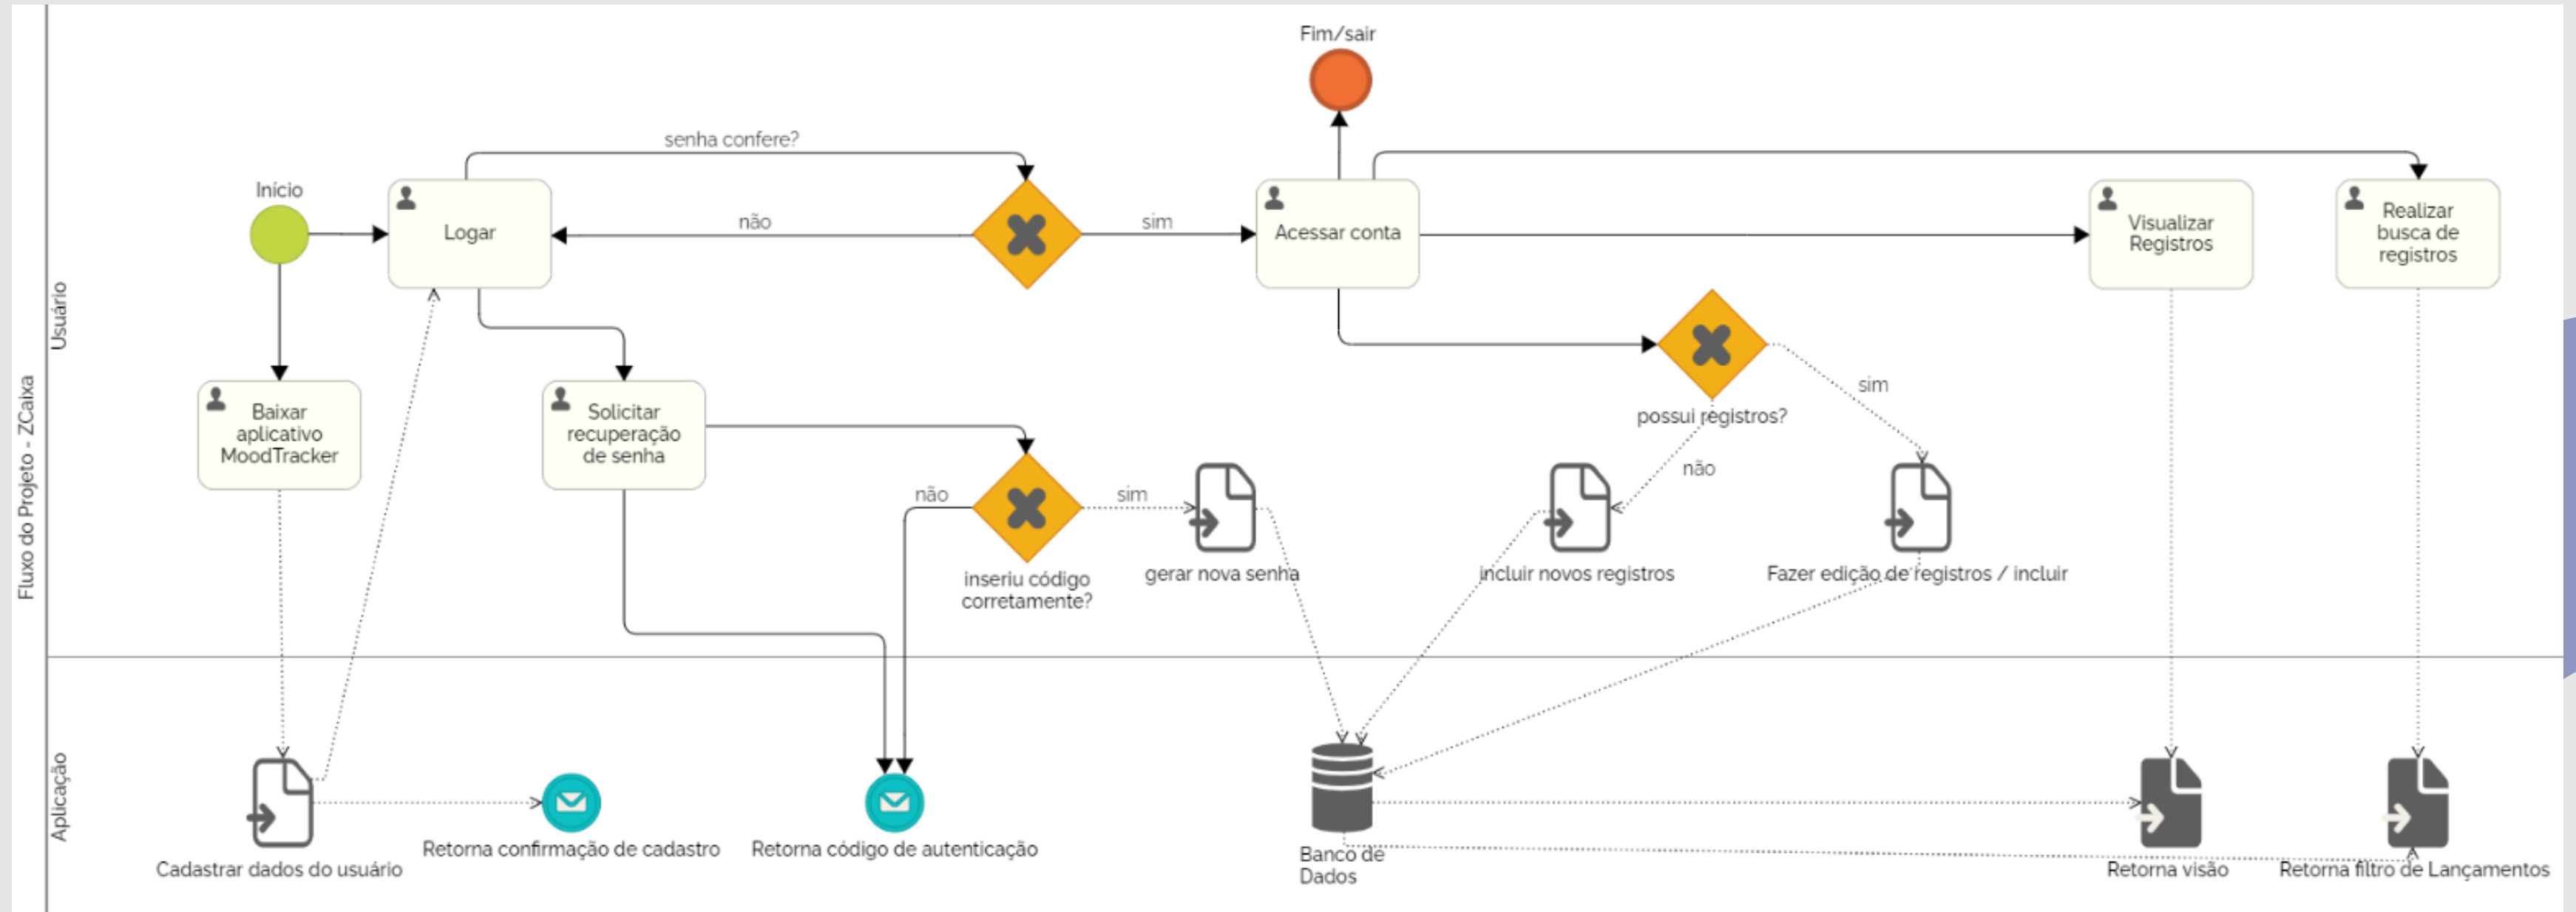 Fluxo do Projeto - ZCaixa
Usuário
Fim/sair
senha confere?
Início
Logar
não
sim
Acessar conta
Visualizar
Registros
Realizar
busca de
registros
Baixar
aplicativo
MoodTracker
Solicitar
recuperação
de senha
possui registros?
sim
não
não
sim
inseriu código
corretamente?
gerar nova senha
incluir novos registros
Fazer edição de registros / incluir
Aplicação
Cadastrar dados do usuário
Retorna confirmação de cadastro
Retorna código de autenticação
Banco de
Dados
Retorna visão
Retorna filtro de Lançamentos